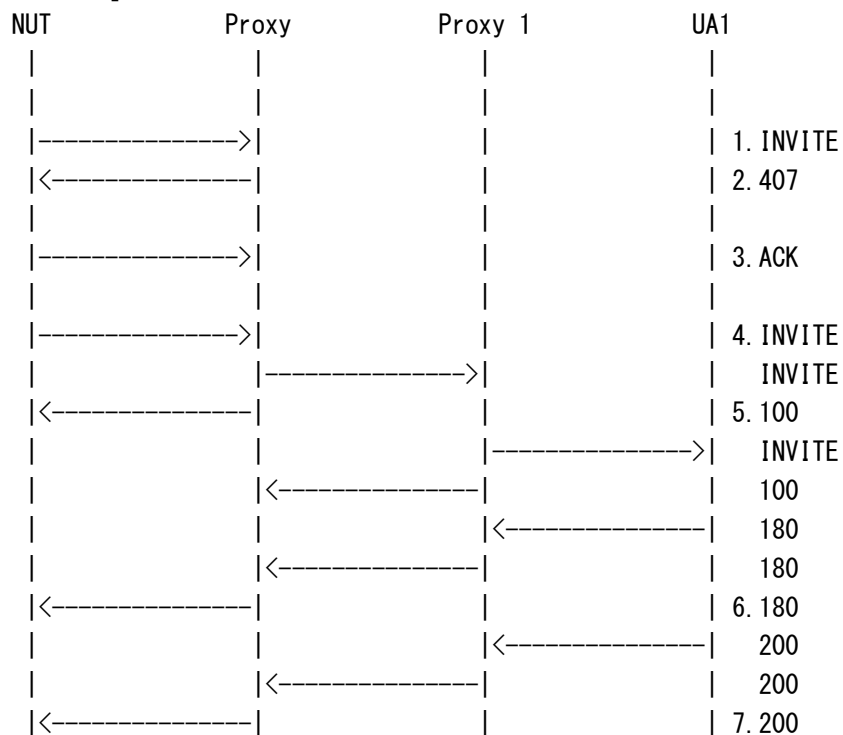 NUT Proxy Proxy 1 UA1
1. INVITE
2. 407
3. ACK
4. INVITE
INVITE
5. 100
INVITE
100
180
180
6. 180
200
200
7. 200